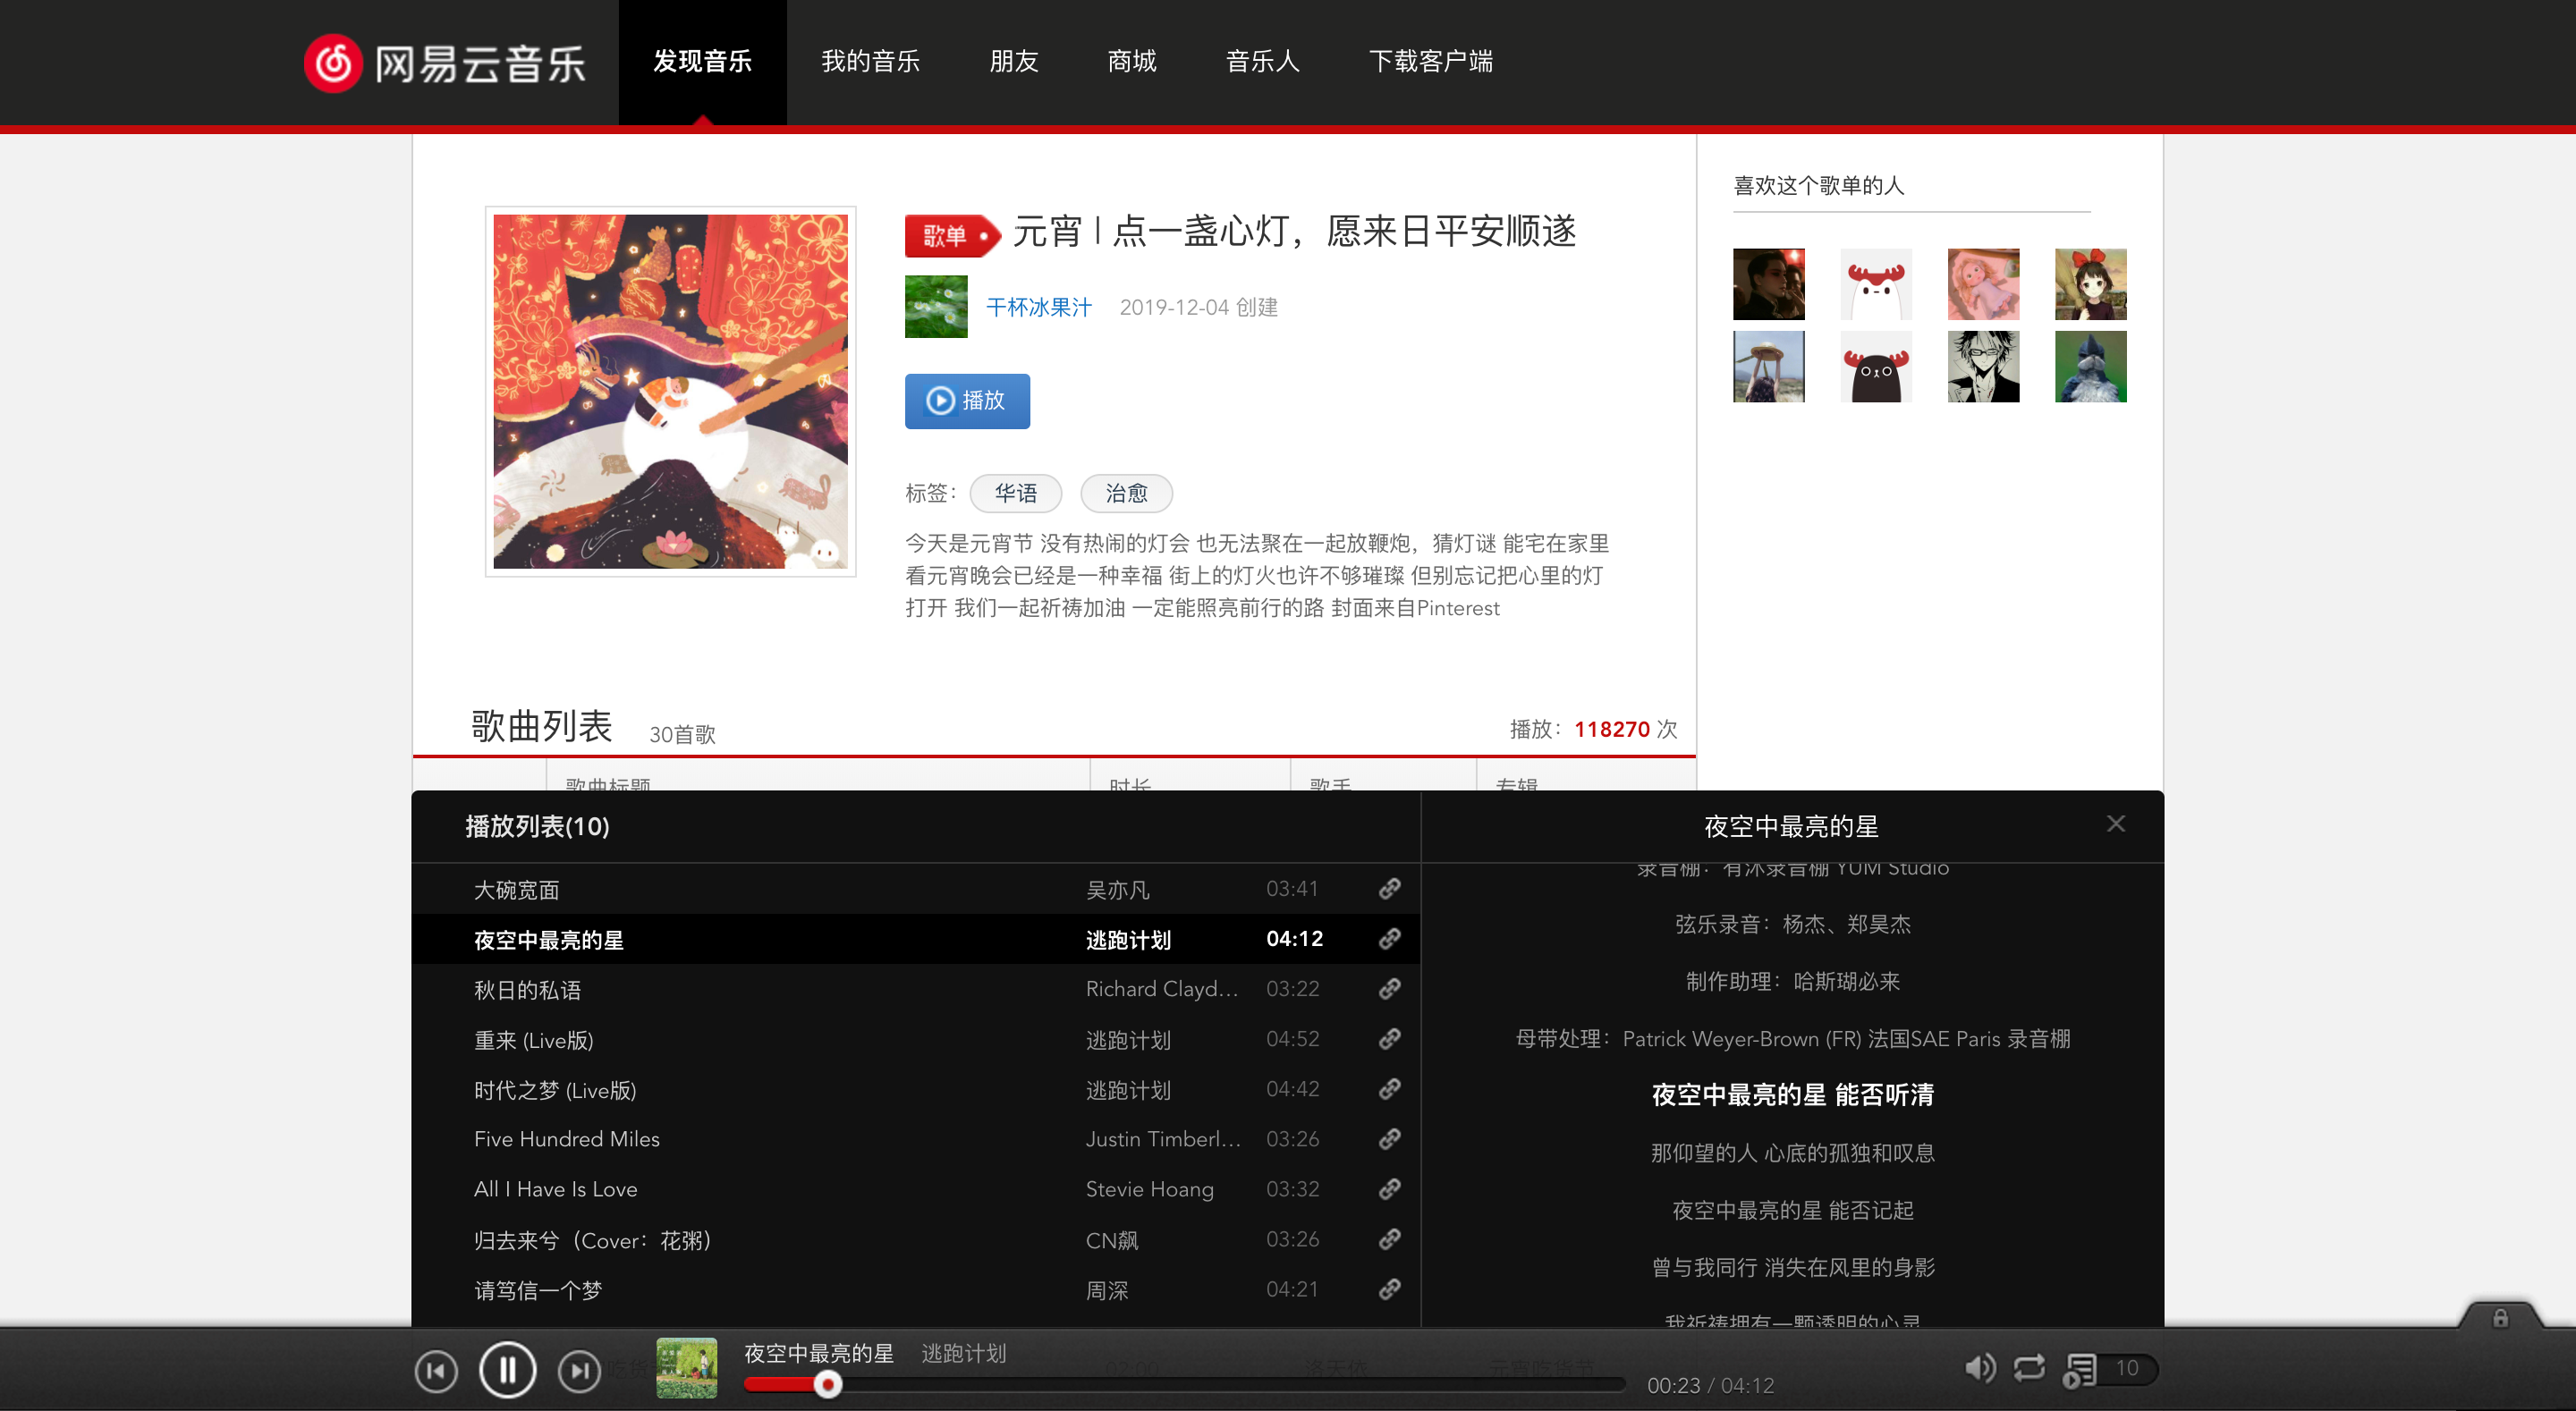 网易云音乐
发现音乐
我的音乐
朋友
商城
音乐人
下载客户端
歌单
元宵 | 点一盏心灯，愿来日平安顺遂
干杯冰果汁
2019-12-04 创建
播放
标签：
华语
治愈
今天是元宵节 没有热闹的灯会 也无法聚在一起放鞭炮，猜灯谜 能宅在家里
看元宵晚会已经是一种幸福 街上的灯火也许不够璀璨 但别忘记把心里的灯
打开 我们一起祈祷加油 一定能照亮前行的路 封面来自Pinterest
喜欢这个歌单的人
歌曲列表
30首歌
播放：118270 次
歌曲标题
时长
歌手
专辑
播放列表(10)
大碗宽面 吴亦凡 03:41
夜空中最亮的星 逃跑计划 04:12
秋日的私语 Richard Clayd... 03:22
重来 (Live版) 逃跑计划 04:52
时代之梦 (Live版) 逃跑计划 04:42
Five Hundred Miles Justin Timberl... 03:26
All I Have Is Love Stevie Hoang 03:32
归去来兮（Cover：花粥） CN飙 03:26
请笃信一个梦 周深 04:21
夜空中最亮的星
录音棚：有沐录音棚 YUM Studio
弦乐录音：杨杰、郑昊杰
制作助理：哈斯瑚必来
母带处理：Patrick Weyer-Brown (FR) 法国SAE Paris 录音棚
夜空中最亮的星 能否听清
那仰望的人 心底的孤独和叹息
夜空中最亮的星 能否记起
曾与我同行 消失在风里的身影
我祈祷拥有一颗透明的心灵
夜空中最亮的星 逃跑计划
00:23 / 04:12
10